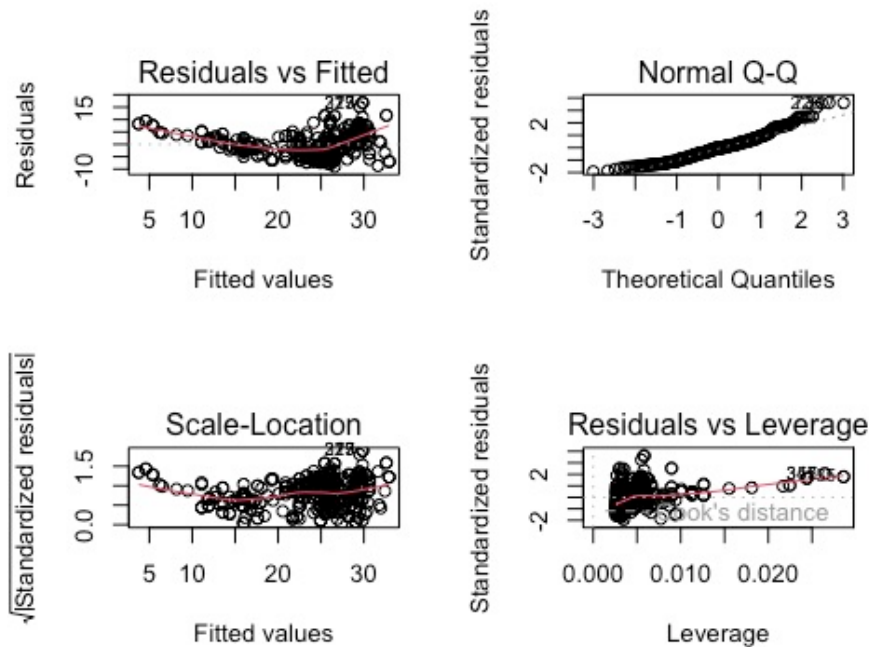 Residuals vs Fitted
Residuals
15
-10
5
10
20
30
Fitted values
Normal Q-Q
Standardized residuals
2
-2
-3
-1
0
1
2
3
Theoretical Quantiles
Scale-Location
√|Standardized residuals|
1.5
0.0
5
10
20
30
Fitted values
Residuals vs Leverage
Standardized residuals
2
-2
Cook's distance
0.000
0.010
0.020
Leverage